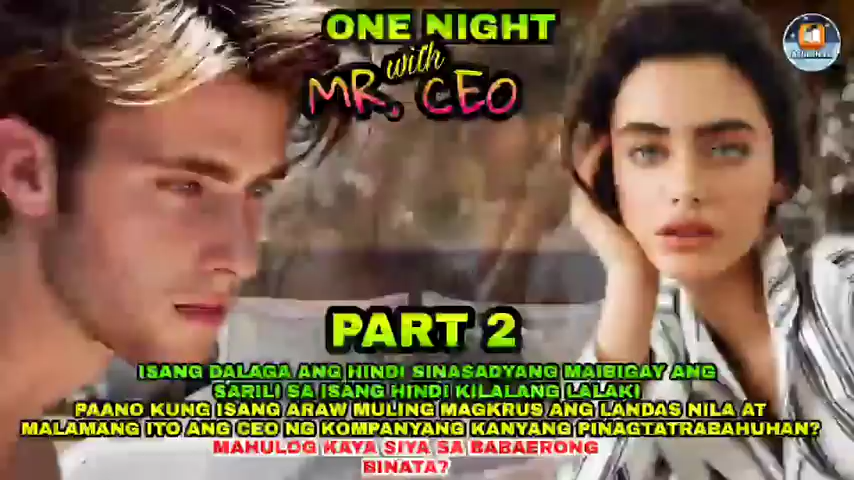 ONE NIGHT
with
MR. CEO
PART 2
ISANG DALAGA ANG HINDI SINASADYANG MAIBIGAY ANG
SARILI SA ISANG HINDI KILALANG LALAKI
PAANO KUNG ISANG ARAW MULING MAGKRUS ANG LANDAS NILA AT
MALAMANG ITO ANG CEO NG KOMPANYANG KANYANG PINAGTATRABAHUHAN?
MAHULOG KAYA SIYA SA BABAERONG
BINATA?